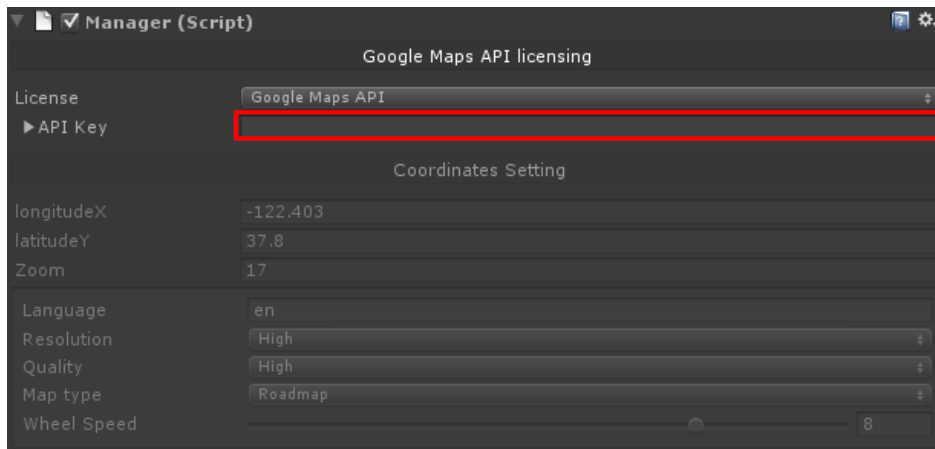 Manager (Script)
Google Maps API licensing
License Google Maps API
API Key
Coordinates Setting
longitudeX -122.403
latitudeY 37.8
Zoom 17
Language en
Resolution High
Quality High
Map type Roadmap
Wheel Speed 8